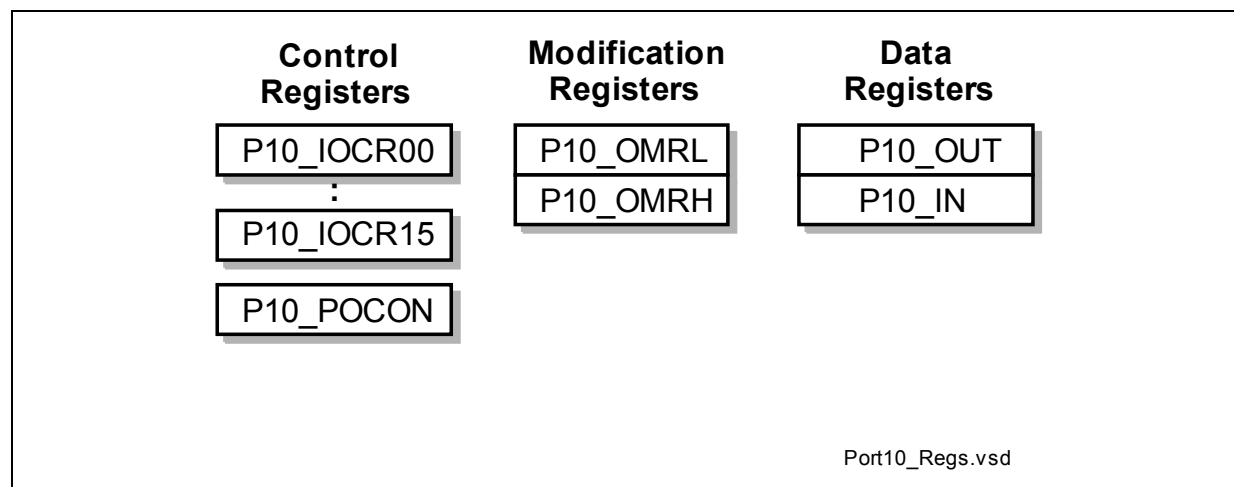 Control
Registers
P10_IOCR00
:
P10_IOCR15
P10_POCON
Modification
Registers
P10_OMRL
P10_OMRH
Data
Registers
P10_OUT
P10_IN
Port10_Regs.vsd